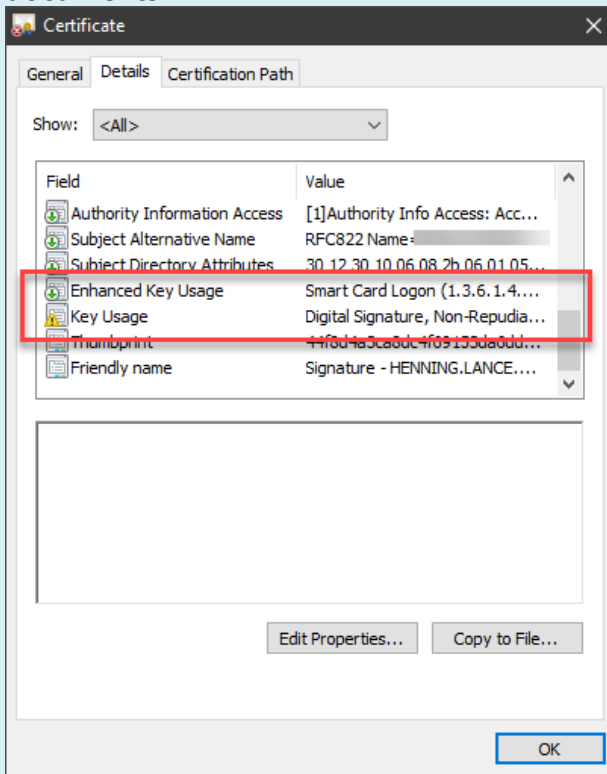 Certificate
General Details Certification Path
Show: <All>
Field Value
Authority Information Access [1]Authority Info Access: Acc...
Subject Alternative Name RFC822 Name=
Subject Directory Attributes 30 12 30 10 06 08 2b 06 01 05...
Enhanced Key Usage Smart Card Logon (1.3.6.1.4....
Key Usage Digital Signature, Non-Repudia...
Thumbprint
Friendly name Signature - HENNING.LANCE....
Edit Properties... Copy to File...
OK